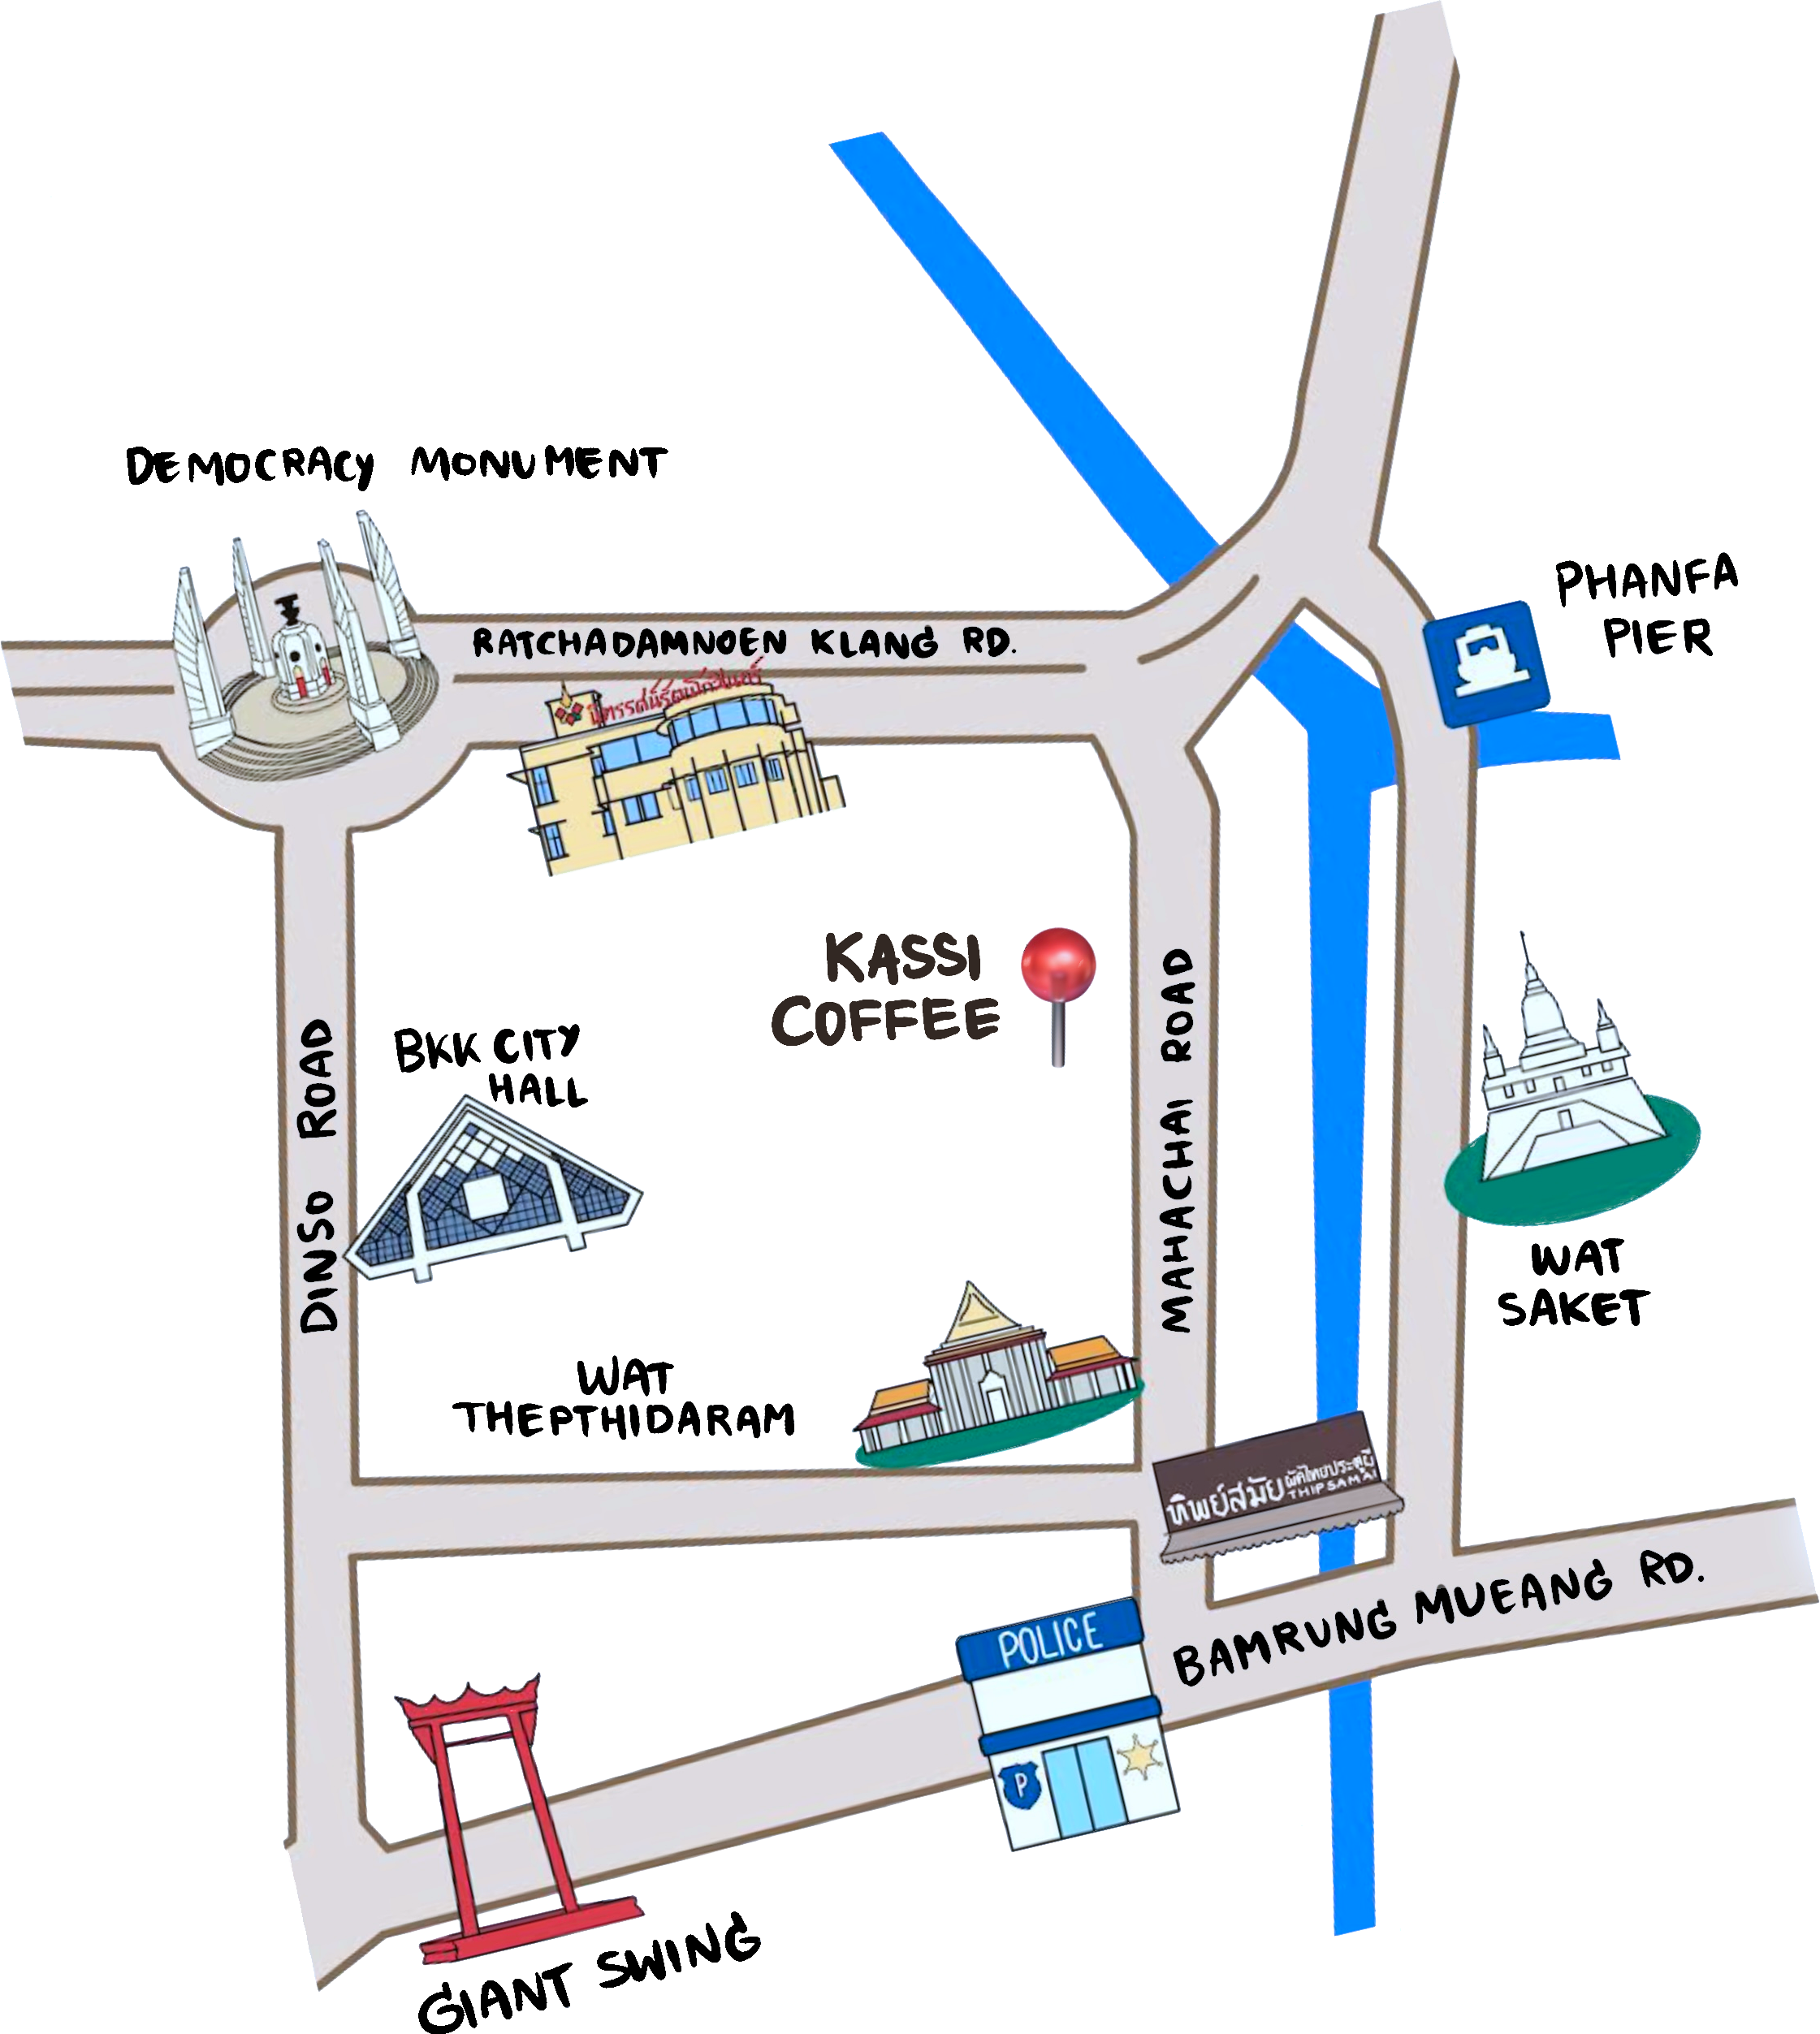 DEMOCRACY MONUMENT
PHANFA
PIER
RATCHADAMNOEN KLANG RD.
นิทรรศน์รัตนโกสินทร์
KASSI
COFFEE
MAHACHAI ROAD
DINSO ROAD
BKK CITY
HALL
WAT
SAKET
WAT
THEPTHIDARAM
ทิพย์สมัย ผัดไทยประตูผี
THIPSAMAI
BAMRUNG MUEANG RD.
POLICE
P
GIANT SWING